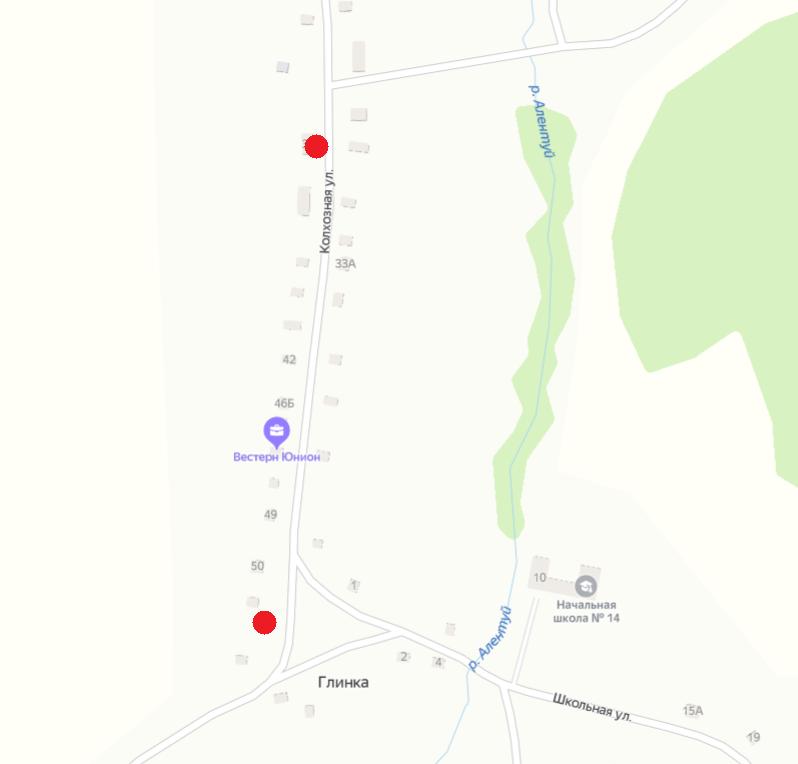 р. Алентуй
Колхозная ул.
33А
42
46Б
Вестерн Юнион
49
50
1
10
Начальная
школа № 14
р. Алентуй
2
4
Глинка
Школьная ул.
15А
19